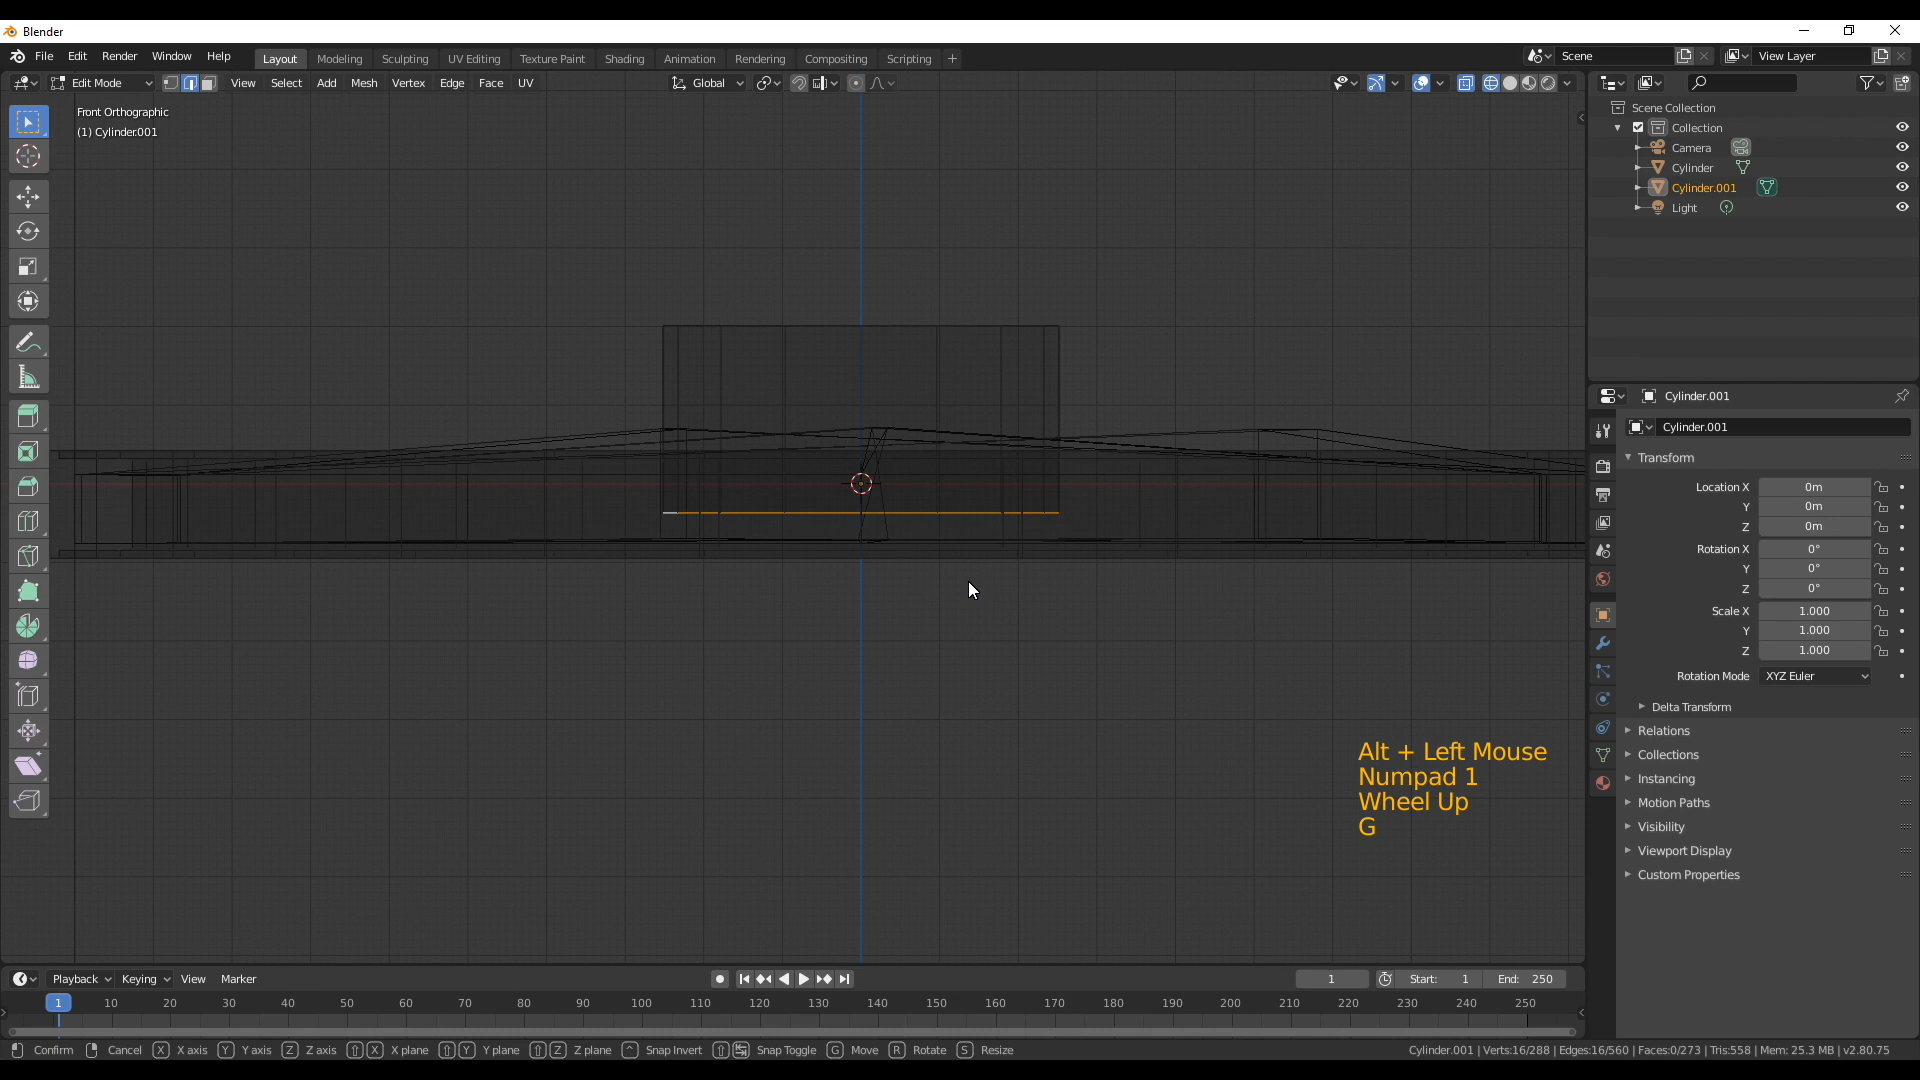 Blender
File Edit Render Window Help Layout Modeling Sculpting UV Editing Texture Paint Shading Animation Rendering Compositing Scripting + Scene View Layer
Edit Mode View Select Add Mesh Vertex Edge Face UV Global
Front Orthographic
(1) Cylinder.001
Scene Collection
Collection
Camera
Cylinder
Cylinder.001
Light
Cylinder.001
Cylinder.001
Transform
Location X 0m
Y 0m
Z 0m
Rotation X 0°
Y 0°
Z 0°
Scale X 1.000
Y 1.000
Z 1.000
Rotation Mode XYZ Euler
Delta Transform
Relations
Collections
Instancing
Motion Paths
Visibility
Viewport Display
Custom Properties
Alt + Left Mouse
Numpad 1
Wheel Up
G
Playback Keying View Marker 1 Start: 1 End: 250
1 10 20 30 40 50 60 70 80 90 100 110 120 130 140 150 160 170 180 190 200 210 220 230 240 250
Confirm Cancel X X axis Y Y axis Z Z axis X X plane Y Y plane Z Z plane Snap Invert Snap Toggle G Move R Rotate S Resize Cylinder.001 | Verts:16/288 | Edges:16/560 | Faces:0/273 | Tris:558 | Mem: 25.3 MB | v2.80.75